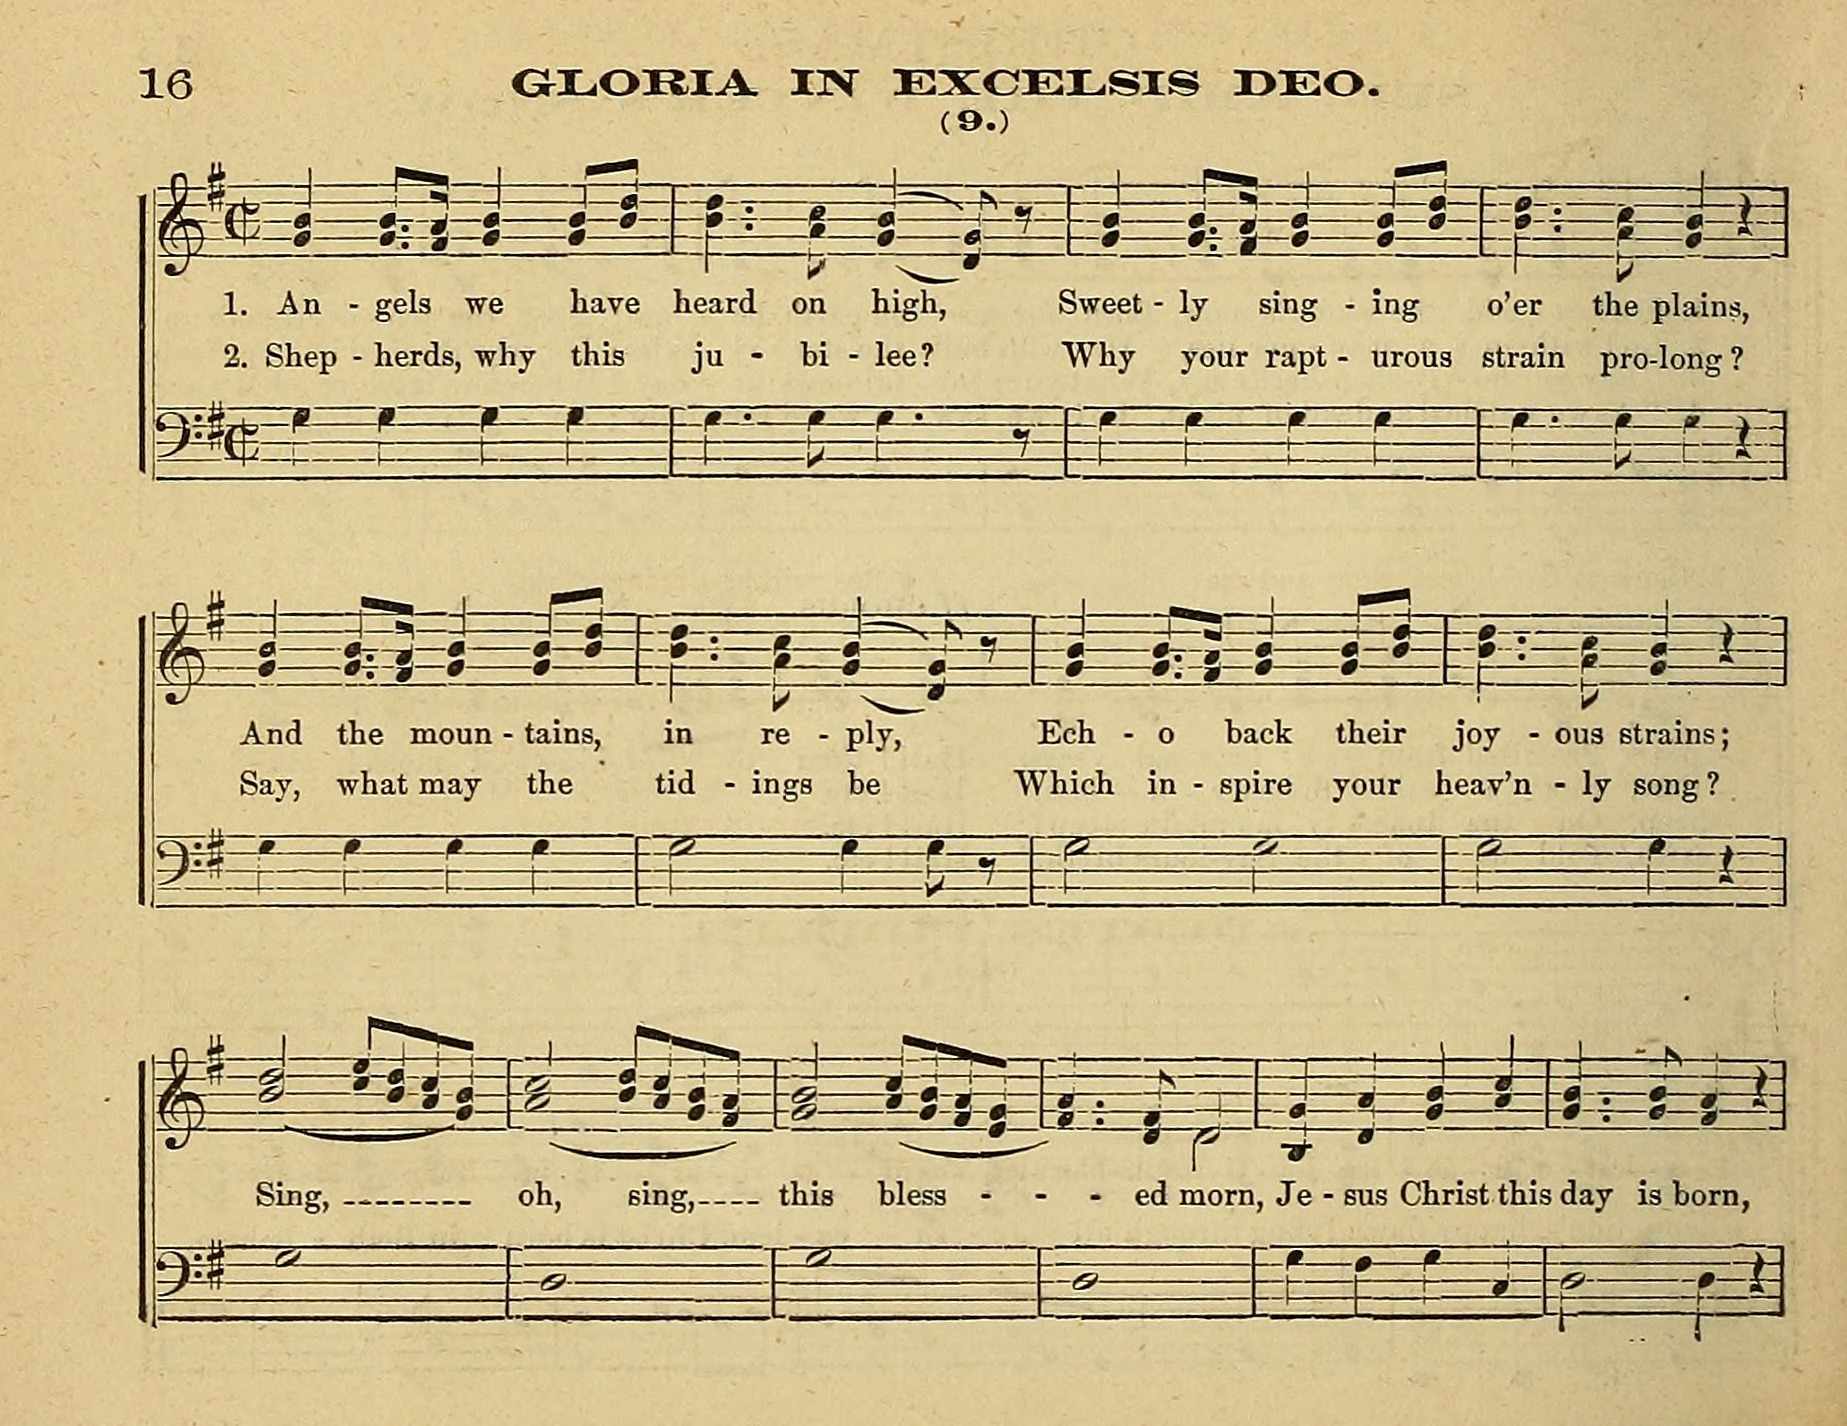 16 GLORIA IN EXCELSIS DEO.
(9.)
1. An - gels we have heard on high, Sweet - ly sing - ing o'er the plains,
2. Shep - herds, why this ju - bi - lee? Why your rapt - urous strain pro-long?
And the moun - tains, in re - ply, Ech - o back their joy - ous strains;
Say, what may the tid - ings be Which in - spire your heav'n - ly song?
Sing, -------- oh, sing,---- this bless - - - ed morn, Je - sus Christ this day is born,